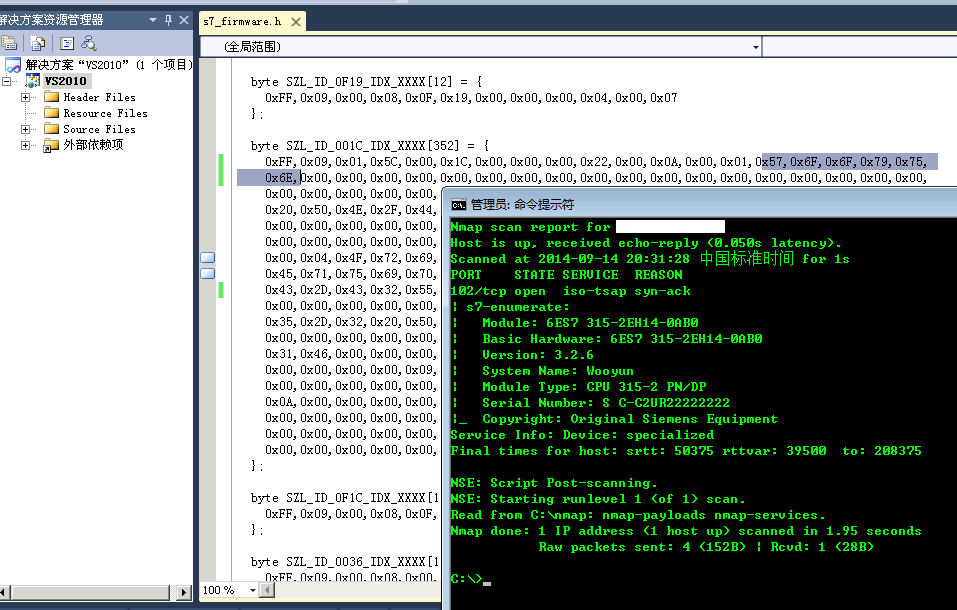 解决方案资源管理器
解决方案“VS2010” (1 个项目)
VS2010
Header Files
Resource Files
Source Files
外部依赖项
s7_firmware.h
(全局范围)
byte SZL_ID_0F19_IDX_XXXX[12] = {
0xFF,0x09,0x00,0x08,0x0F,0x19,0x00,0x00,0x00,0x04,0x00,0x07
};
byte SZL_ID_001C_IDX_XXXX[352] = {
0xFF,0x09,0x01,0x5C,0x00,0x1C,0x00,0x00,0x00,0x22,0x00,0x0A,0x00,0x01,0x57,0x6F,0x6F,0x79,0x75,
0x6E,0x00,0x00,0x00,0x00,0x00,0x00,0x00,0x00,0x00,0x00,0x00,0x00,0x00,0x00,0x00,0x00,0x00,0x00,
0x00,0x00,0x00,0x00,0x00,
0x20,0x50,0x4E,0x2F,0x44,
0x00,0x00,0x00,0x00,0x00,
0x00,0x00,0x00,0x00,0x00,
0x00,0x04,0x4F,0x72,0x69,
0x45,0x71,0x75,0x69,0x70,
0x43,0x2D,0x43,0x32,0x55,
0x00,0x00,0x00,0x00,0x00,
0x35,0x2D,0x32,0x20,0x50,
0x00,0x00,0x00,0x00,0x00,
0x31,0x46,0x00,0x00,0x00,
0x00,0x00,0x00,0x00,0x09,
0x00,0x00,0x00,0x00,0x00,
0x0A,0x00,0x00,0x00,0x00,
0x00,0x00,0x00,0x00,0x00,
0x00,0x00,0x00,0x00,0x00,
0x00,0x00,0x00,0x00,0x00,
};
byte SZL_ID_0F1C_IDX_XXXX[1
0xFF,0x09,0x00,0x08,0x0F,
};
byte SZL_ID_0036_IDX_XXXX[1
0xFF,0x09,0x00,0x08,0x00,
100 %
管理员: 命令提示符
Nmap scan report for
Host is up, received echo-reply (0.050s latency).
Scanned at 2014-09-14 20:31:28 中国标准时间 for 1s
PORT    STATE SERVICE  REASON
102/tcp open  iso-tsap syn-ack
| s7-enumerate:
|   Module: 6ES7 315-2EH14-0AB0
|   Basic Hardware: 6ES7 315-2EH14-0AB0
|   Version: 3.2.6
|   System Name: Wooyun
|   Module Type: CPU 315-2 PN/DP
|   Serial Number: S C-C2UR22222222
|_  Copyright: Original Siemens Equipment
Service Info: Device: specialized
Final times for host: srtt: 50375 rttvar: 39500  to: 208375
NSE: Script Post-scanning.
NSE: Starting runlevel 1 (of 1) scan.
Read from C:\nmap: nmap-payloads nmap-services.
Nmap done: 1 IP address (1 host up) scanned in 1.95 seconds
Raw packets sent: 4 (152B) | Rcvd: 1 (28B)
C:\>